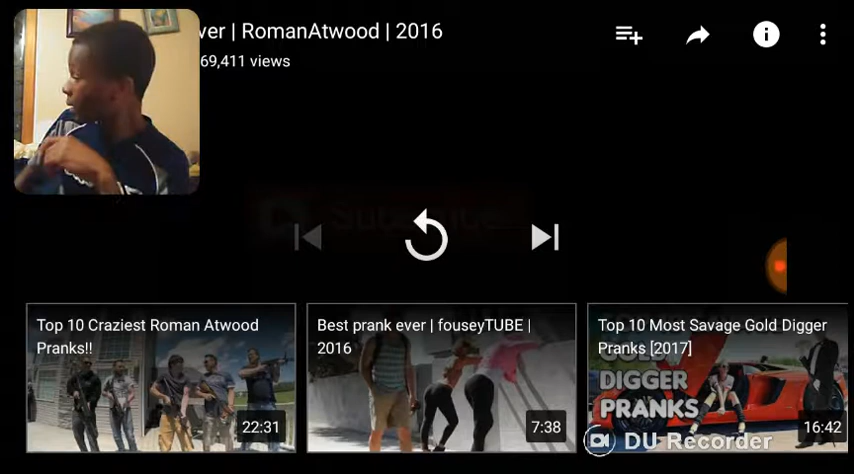 ver | RomanAtwood | 2016
69,411 views
Subscribe
Top 10 Craziest Roman Atwood
Pranks!!
22:31
Best prank ever | fouseyTUBE |
2016
7:38
Top 10 Most Savage Gold Digger
Pranks [2017]
DIGGER
PRANKS
16:42
DU Recorder